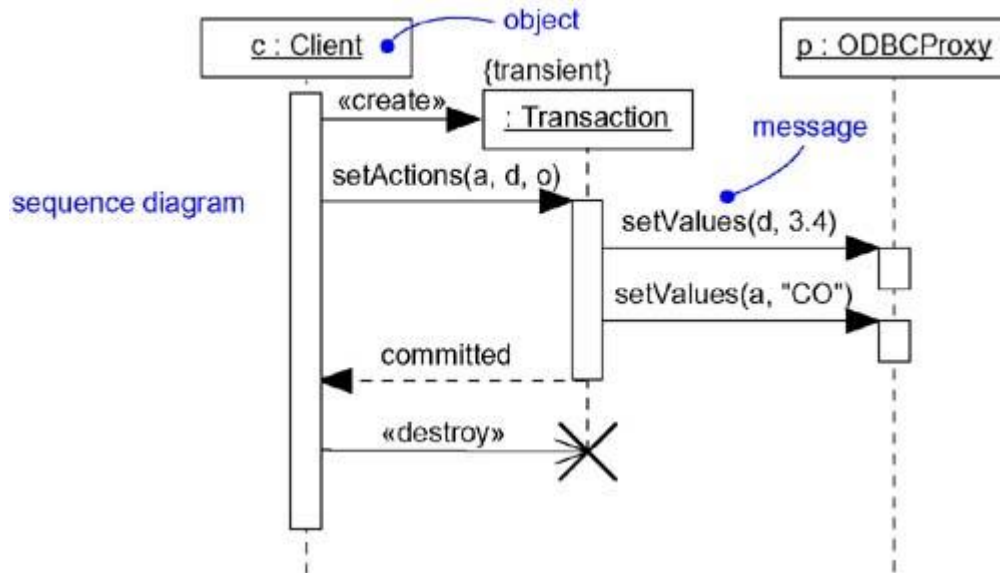 object
c : Client
p : ODBCProxy
{transient}
«create»
: Transaction
message
setActions(a, d, o)
sequence diagram
setValues(d, 3.4)
setValues(a, "CO")
committed
«destroy»